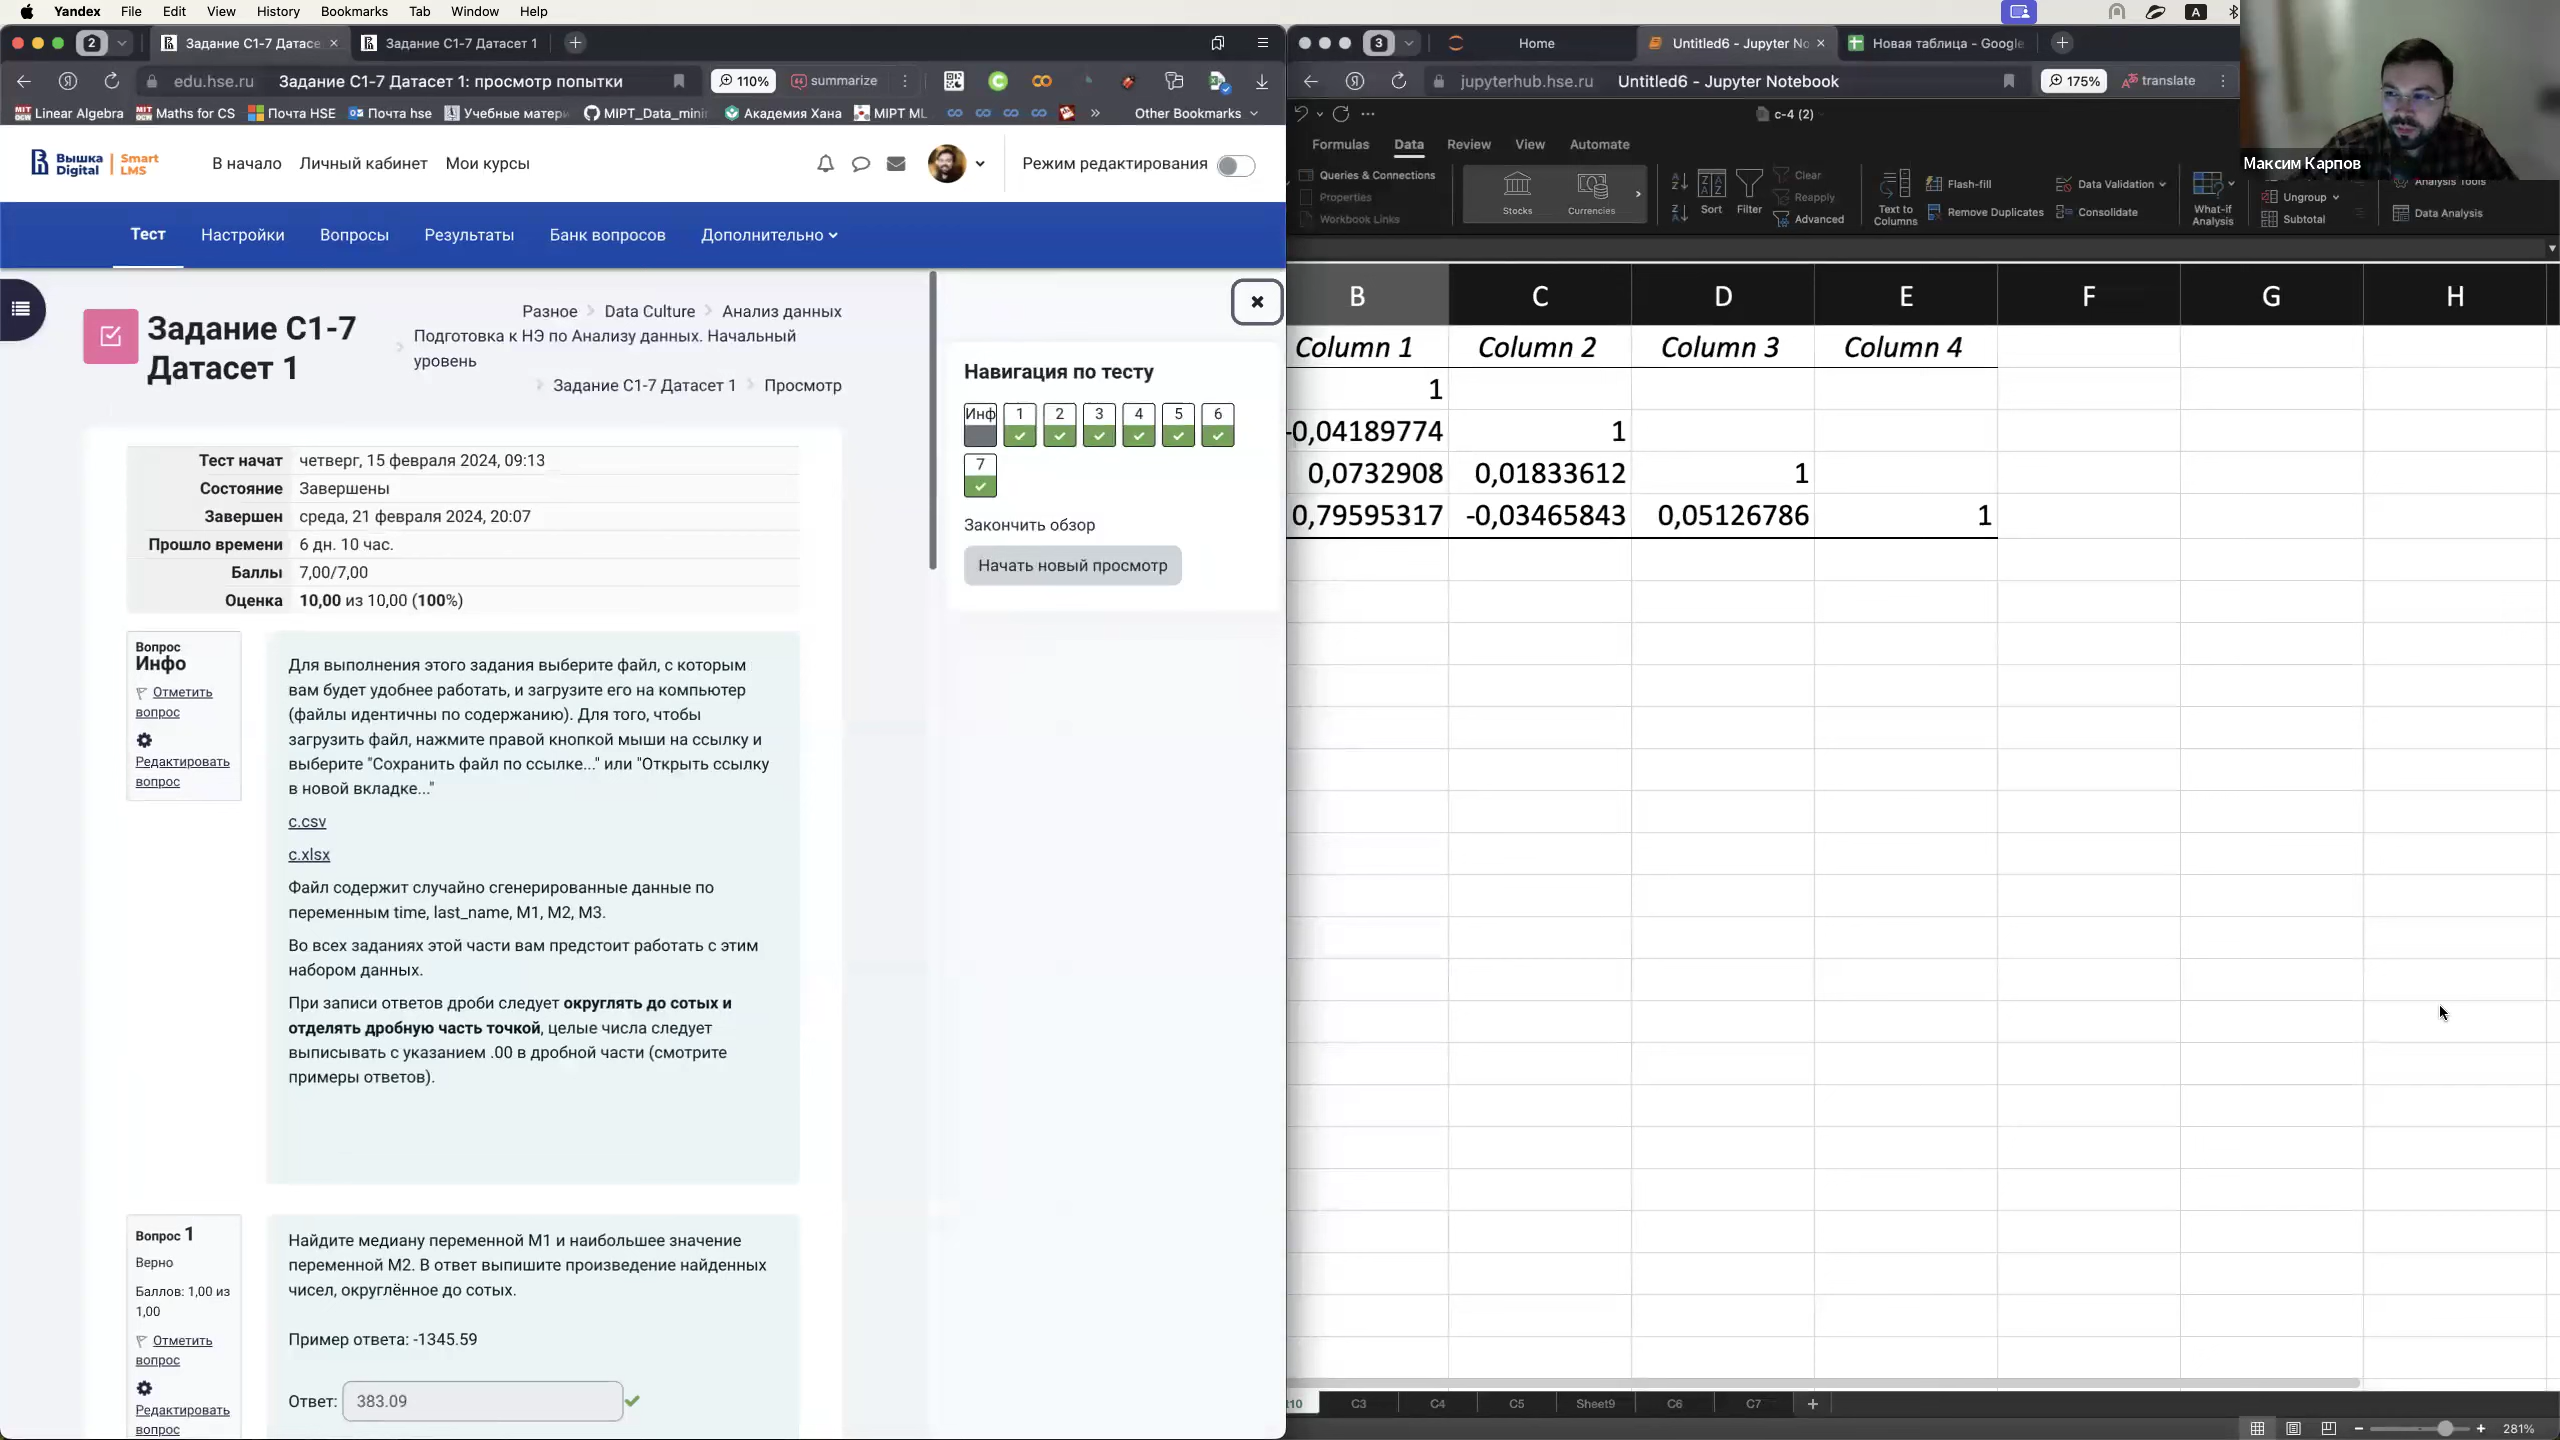 Yandex File Edit View History Bookmarks Tab Window Help
2 Задание C1-7 Датасе × Задание C1-7 Датасет 1
edu.hse.ru Задание C1-7 Датасет 1: просмотр попытки 110% summarize
Linear Algebra Maths for CS Почта HSE Почта hse Учебные матер MIPT_Data_mini Академия Хана MIPT ML » Other Bookmarks
Вышка Digital Smart LMS В начало Личный кабинет Мои курсы Режим редактирования
Тест Настройки Вопросы Результаты Банк вопросов Дополнительно
Задание C1-7 Датасет 1
Разное Data Culture Анализ данных
Подготовка к НЭ по Анализу данных. Начальный
уровень
Задание C1-7 Датасет 1 Просмотр
Тест начат четверг, 15 февраля 2024, 09:13
Состояние Завершены
Завершен среда, 21 февраля 2024, 20:07
Прошло времени 6 дн. 10 час.
Баллы 7,00/7,00
Оценка 10,00 из 10,00 (100%)
Вопрос
Инфо
Отметить
вопрос
Редактировать
вопрос
Для выполнения этого задания выберите файл, с которым
вам будет удобнее работать, и загрузите его на компьютер
(файлы идентичны по содержанию). Для того, чтобы
загрузить файл, нажмите правой кнопкой мыши на ссылку и
выберите "Сохранить файл по ссылке..." или "Открыть ссылку
в новой вкладке..."
c.csv
c.xlsx
Файл содержит случайно сгенерированные данные по
переменным time, last_name, M1, M2, M3.
Во всех заданиях этой части вам предстоит работать с этим
набором данных.
При записи ответов дроби следует округлять до сотых и
отделять дробную часть точкой, целые числа следует
выписывать с указанием .00 в дробной части (смотрите
примеры ответов).
Вопрос 1
Верно
Баллов: 1,00 из
1,00
Отметить
вопрос
Редактировать
вопрос
Найдите медиану переменной M1 и наибольшее значение
переменной M2. В ответ выпишите произведение найденных
чисел, округлённое до сотых.
Пример ответа: -1345.59
Ответ: 383.09
Навигация по тесту
Инф 1 2 3 4 5 6
7
Закончить обзор
Начать новый просмотр
3 Home Untitled6 - Jupyter No × Новая таблица - Google
jupyterhub.hse.ru Untitled6 - Jupyter Notebook 175% translate
c-4 (2)
Formulas Data Review View Automate
Queries & Connections
Properties
Workbook Links
Stocks Currencies
Sort Filter
Clear
Reapply
Advanced
Text to
Columns
Flash-fill
Remove Duplicates
Data Validation
Consolidate
What-if
Analysis
Ungroup
Subtotal
Analysis Tools
Data Analysis
Максим Карпов
B C D E F G H
Column 1 Column 2 Column 3 Column 4
1
-0,04189774 1
0,0732908 0,01833612 1
0,79595317 -0,03465843 0,05126786 1
C3 C4 C5 Sheet9 C6 C7 +
281%